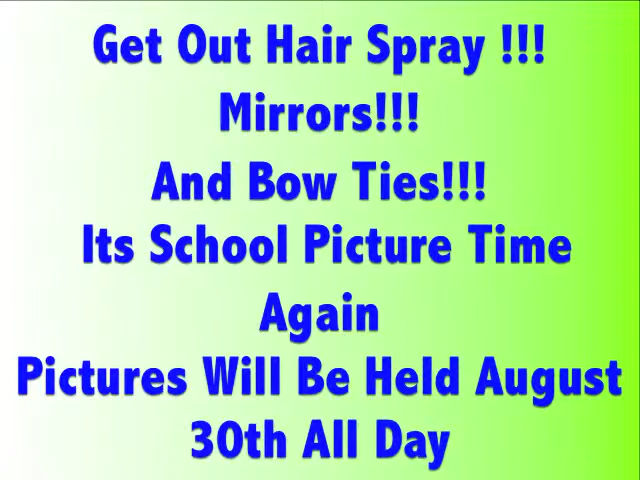 Get Out Hair Spray !!!
Mirrors!!!
And Bow Ties!!!
Its School Picture Time
Again
Pictures Will Be Held August
30th All Day